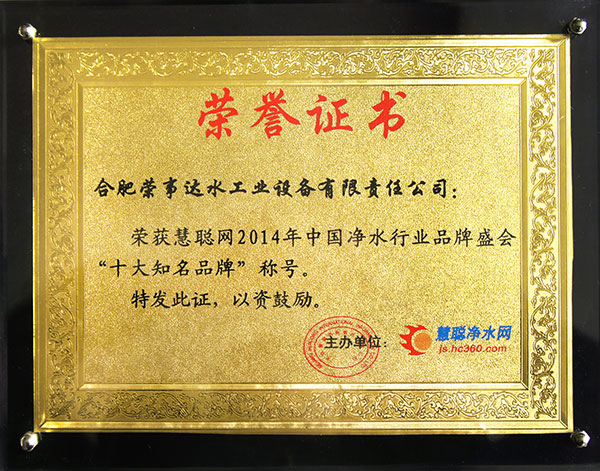 荣誉证书
合肥荣事达水工业设备有限责任公司：
荣获慧聪网2014年中国净水行业品牌盛会
“十大知名品牌”称号。
特发此证，以资鼓励。
主办单位：
慧聪净水网
js.hc360.com